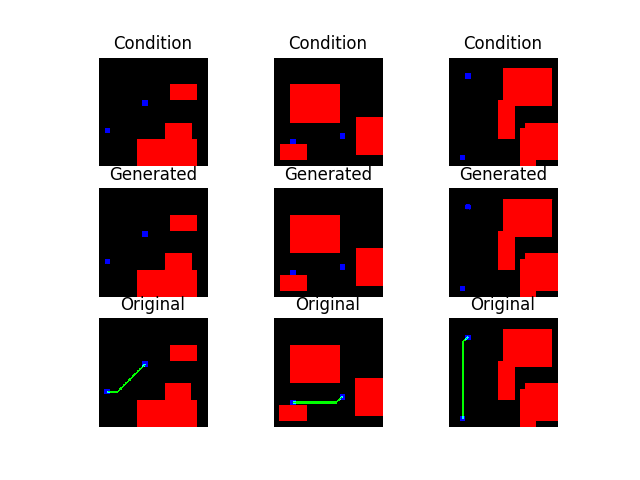 Condition
Condition
Condition
Generated
Generated
Generated
Original
Original
Original